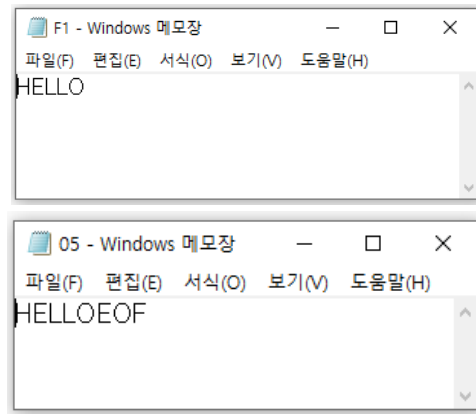 F1 - Windows 메모장
파일(F) 편집(E) 서식(O) 보기(V) 도움말(H)
HELLO
05 - Windows 메모장
파일(F) 편집(E) 서식(O) 보기(V) 도움말(H)
HELLOEOF